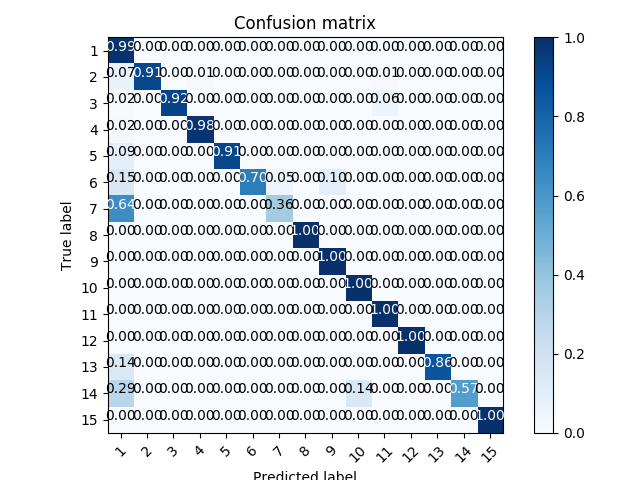 Confusion matrix
1 0.99 0.00 0.00 0.00 0.00 0.00 0.00 0.00 0.00 0.00 0.00 0.00 0.00 0.00 0.00
2 0.07 0.91 0.00 0.01 0.00 0.00 0.00 0.00 0.00 0.00 0.01 0.00 0.00 0.00 0.00
3 0.02 0.00 0.92 0.00 0.00 0.00 0.00 0.00 0.00 0.00 0.06 0.00 0.00 0.00 0.00
4 0.02 0.00 0.00 0.98 0.00 0.00 0.00 0.00 0.00 0.00 0.00 0.00 0.00 0.00 0.00
5 0.09 0.00 0.00 0.00 0.91 0.00 0.00 0.00 0.00 0.00 0.00 0.00 0.00 0.00 0.00
6 0.15 0.00 0.00 0.00 0.00 0.70 0.05 0.00 0.10 0.00 0.00 0.00 0.00 0.00 0.00
7 0.64 0.00 0.00 0.00 0.00 0.00 0.36 0.00 0.00 0.00 0.00 0.00 0.00 0.00 0.00
8 0.00 0.00 0.00 0.00 0.00 0.00 0.00 1.00 0.00 0.00 0.00 0.00 0.00 0.00 0.00
9 0.00 0.00 0.00 0.00 0.00 0.00 0.00 0.00 1.00 0.00 0.00 0.00 0.00 0.00 0.00
10 0.00 0.00 0.00 0.00 0.00 0.00 0.00 0.00 0.00 1.00 0.00 0.00 0.00 0.00 0.00
11 0.00 0.00 0.00 0.00 0.00 0.00 0.00 0.00 0.00 0.00 1.00 0.00 0.00 0.00 0.00
12 0.00 0.00 0.00 0.00 0.00 0.00 0.00 0.00 0.00 0.00 0.00 1.00 0.00 0.00 0.00
13 0.14 0.00 0.00 0.00 0.00 0.00 0.00 0.00 0.00 0.00 0.00 0.00 0.86 0.00 0.00
14 0.29 0.00 0.00 0.00 0.00 0.00 0.00 0.00 0.00 0.14 0.00 0.00 0.00 0.57 0.00
15 0.00 0.00 0.00 0.00 0.00 0.00 0.00 0.00 0.00 0.00 0.00 0.00 0.00 0.00 1.00
1 2 3 4 5 6 7 8 9 10 11 12 13 14 15
True label
Predicted label
1.0
0.8
0.6
0.4
0.2
0.0